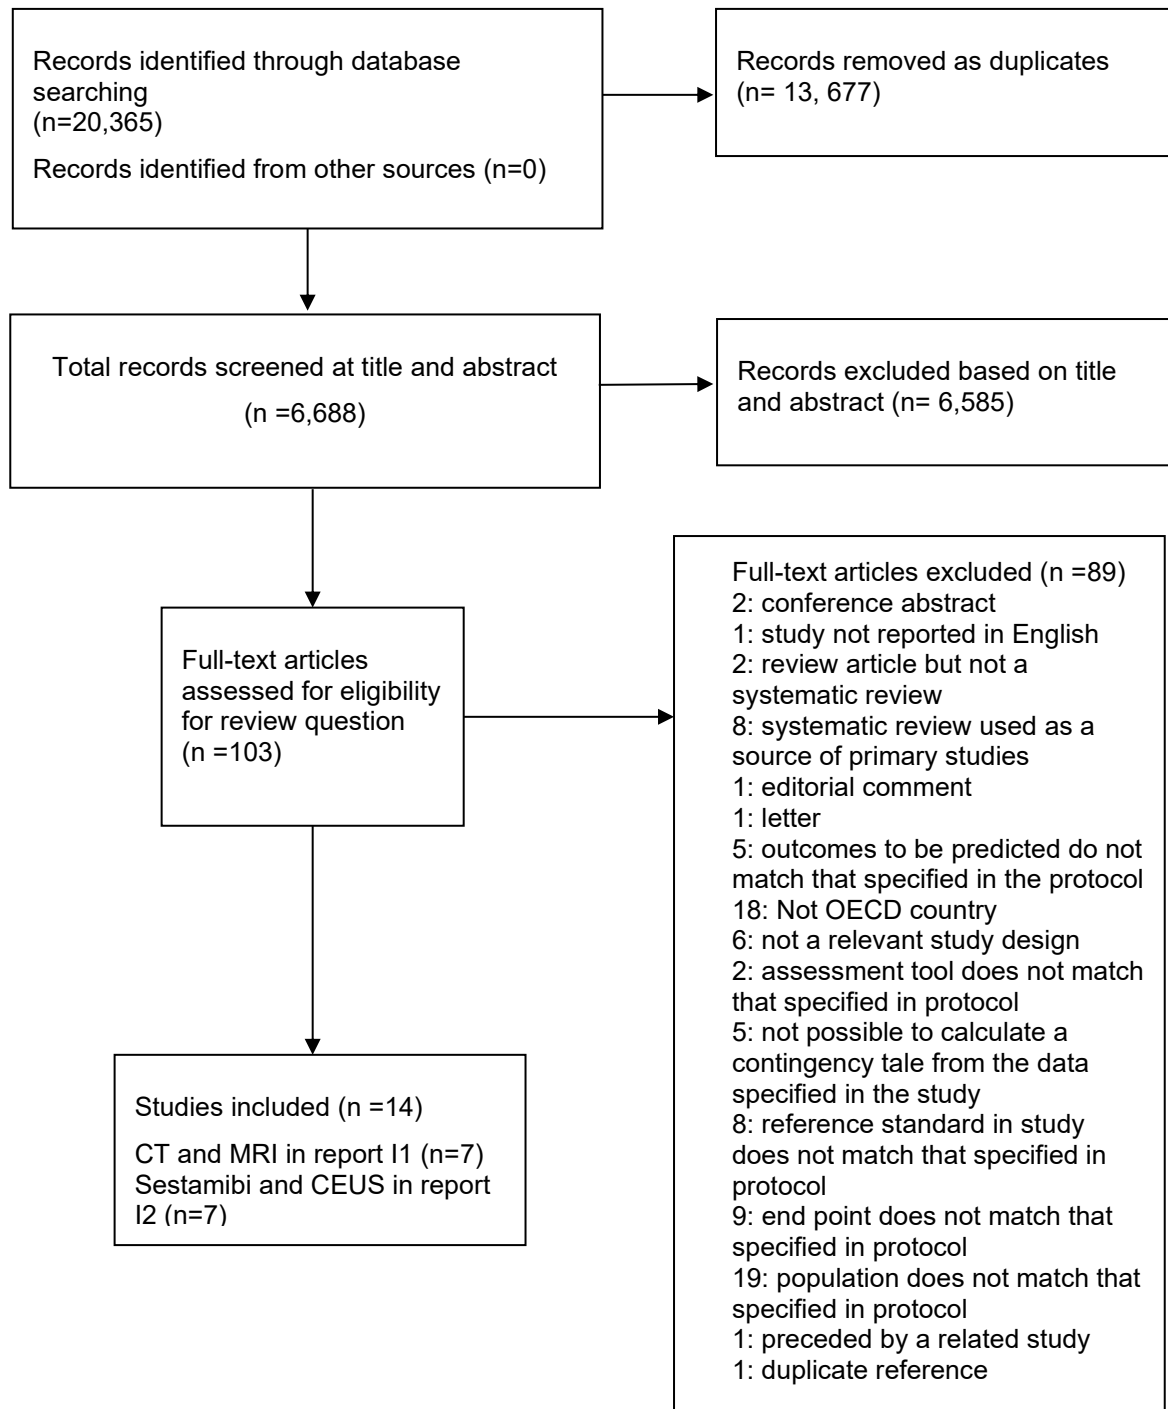 Records identified through database
searching
(n=20,365)
Records identified from other sources (n=0)
Records removed as duplicates
(n= 13, 677)
Total records screened at title and abstract
(n =6,688)
Records excluded based on title
and abstract (n= 6,585)
Full-text articles
assessed for eligibility
for review question
(n =103)
Full-text articles excluded (n =89)
2: conference abstract
1: study not reported in English
2: review article but not a
systematic review
8: systematic review used as a
source of primary studies
1: editorial comment
1: letter
5: outcomes to be predicted do not
match that specified in the protocol
18: Not OECD country
6: not a relevant study design
2: assessment tool does not match
that specified in protocol
5: not possible to calculate a
contingency tale from the data
specified in the study
8: reference standard in study
does not match that specified in
protocol
9: end point does not match that
specified in protocol
19: population does not match that
specified in protocol
1: preceded by a related study
1: duplicate reference
Studies included (n =14)
CT and MRI in report I1 (n=7)
Sestamibi and CEUS in report
I2 (n=7)